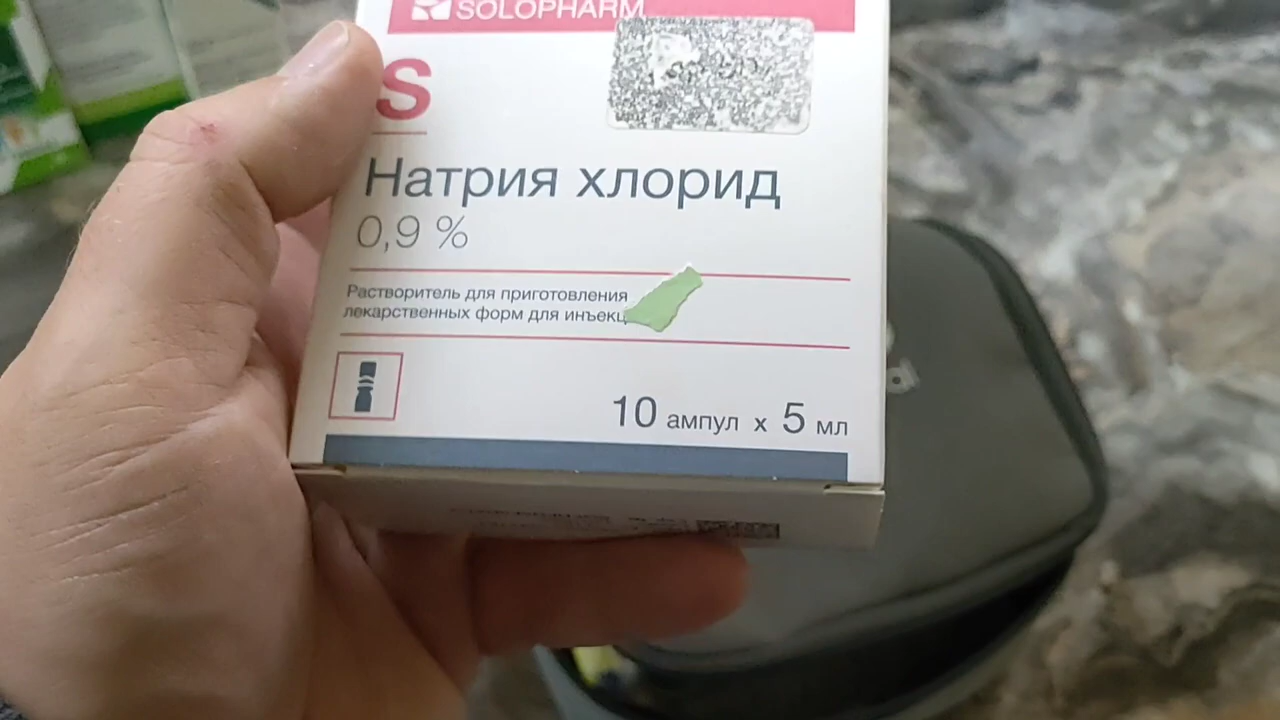 SOLOPHARM
S
Натрия хлорид
0,9 %
Растворитель для приготовления
лекарственных форм для инъекц
10 ампул x 5 мл